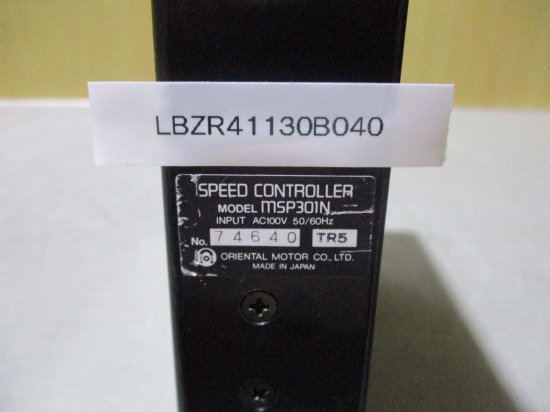 LBZR41130B040
SPEED CONTROLLER
MODEL MSP301N
INPUT AC100V 50/60Hz
No. 74640 TR5
ORIENTAL MOTOR CO., LTD.
MADE IN JAPAN